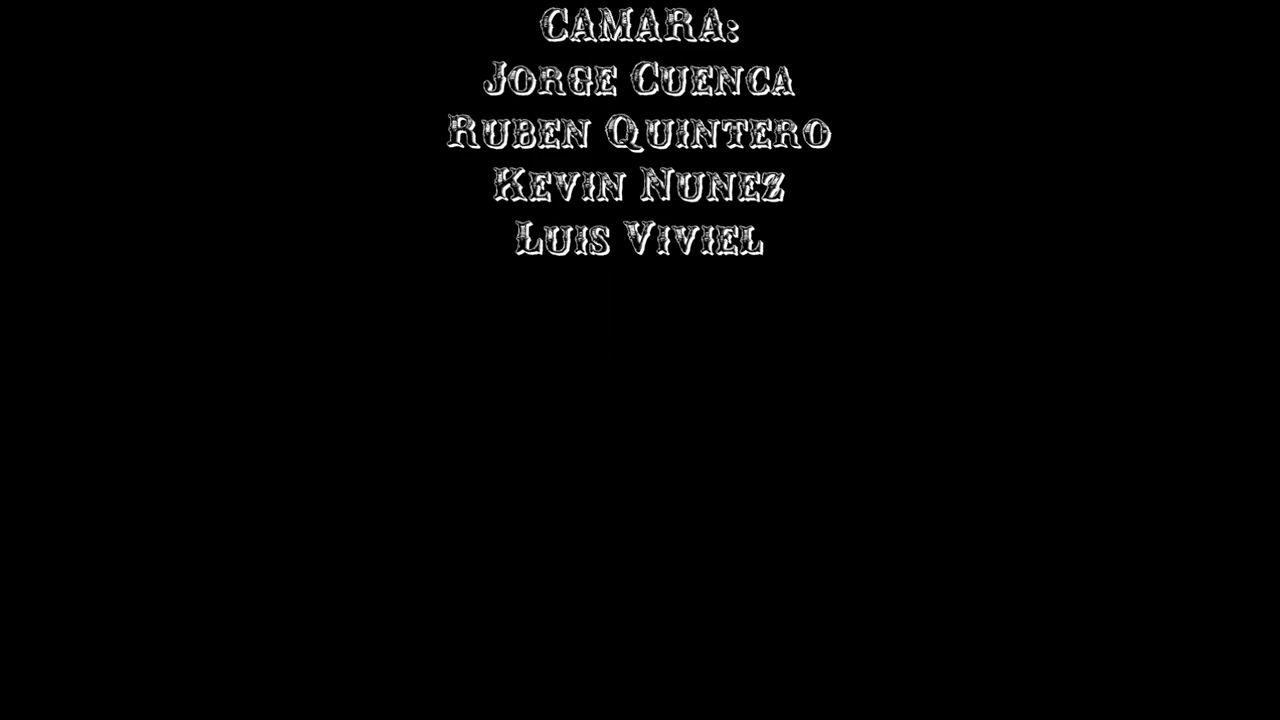 CAMARA:
JORGE CUENCA
RUBEN QUINTERO
KEVIN NUNEZ
LUIS VIVIEL